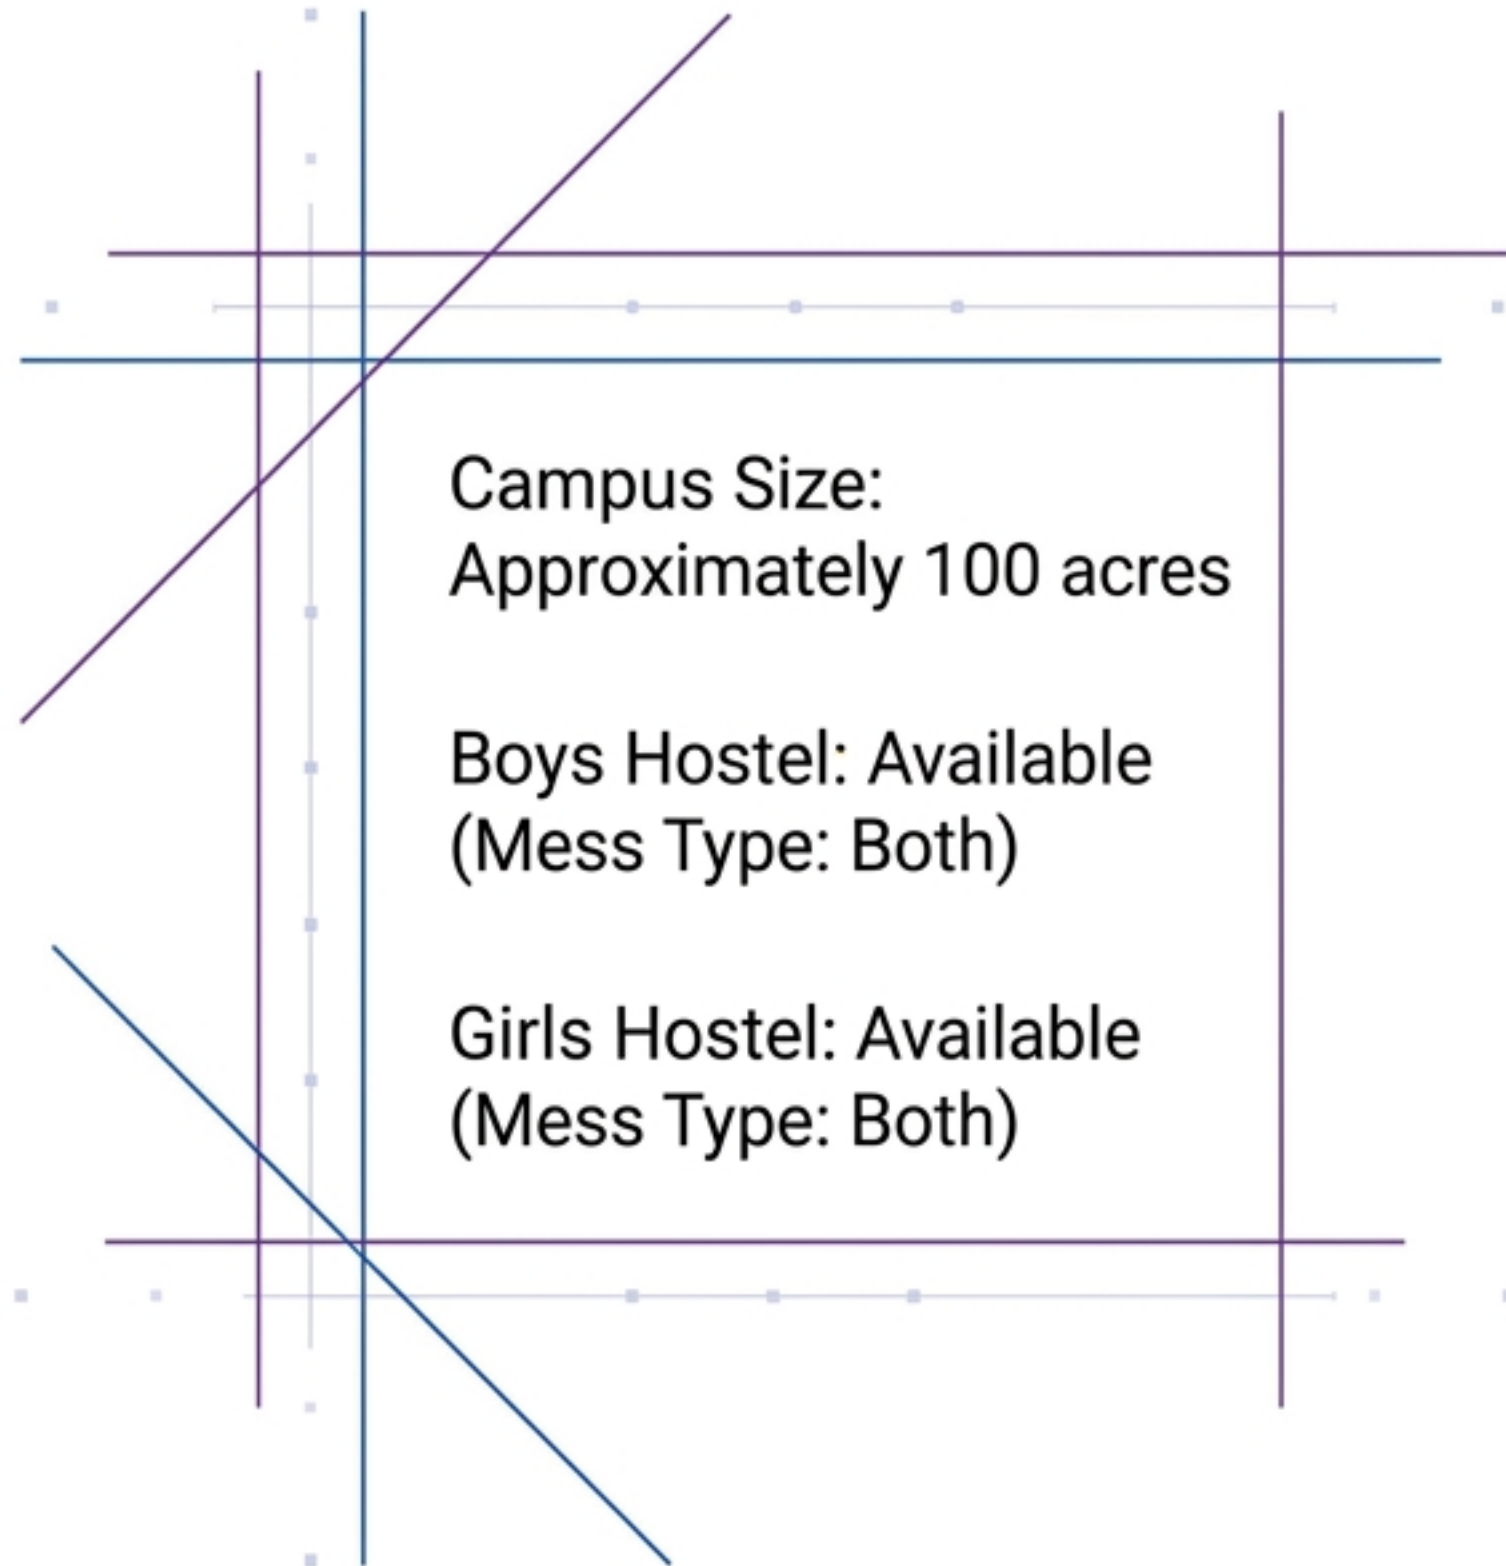 Campus Size:
Approximately 100 acres
Boys Hostel: Available
(Mess Type: Both)
Girls Hostel: Available
(Mess Type: Both)